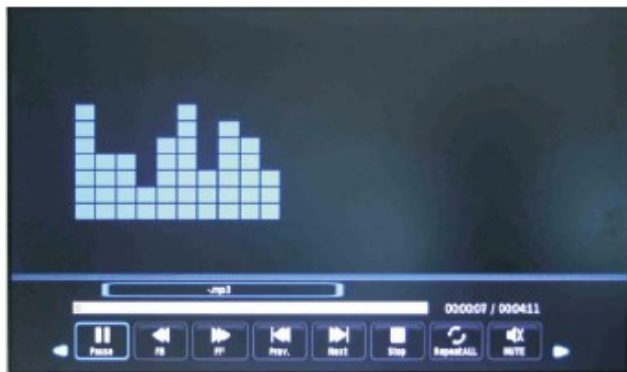 -.mp3
00:00:07 / 00:04:11
Pause FB FF Prev. Next Stop RepeatALL MUTE